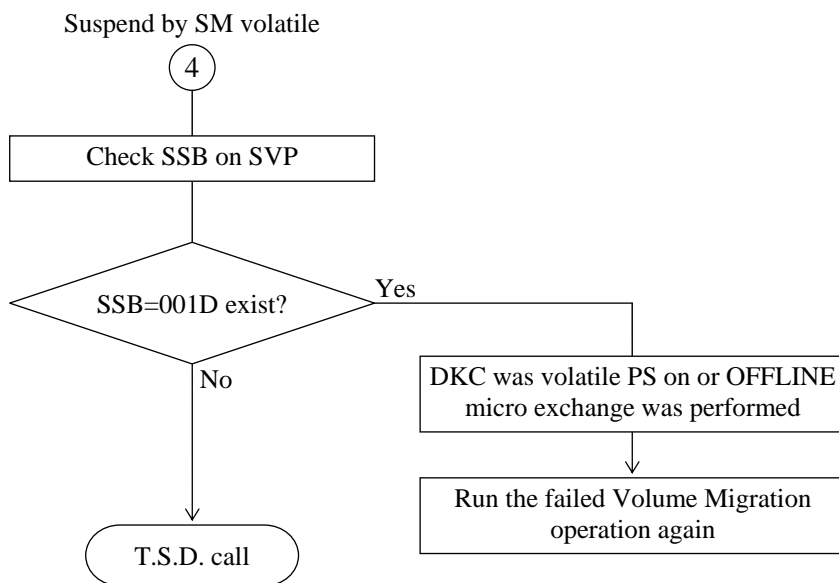 Suspend by SM volatile
4
Check SSB on SVP
SSB=001D exist?
Yes
No
DKC was volatile PS on or OFFLINE
micro exchange was performed
Run the failed Volume Migration
operation again
T.S.D. call